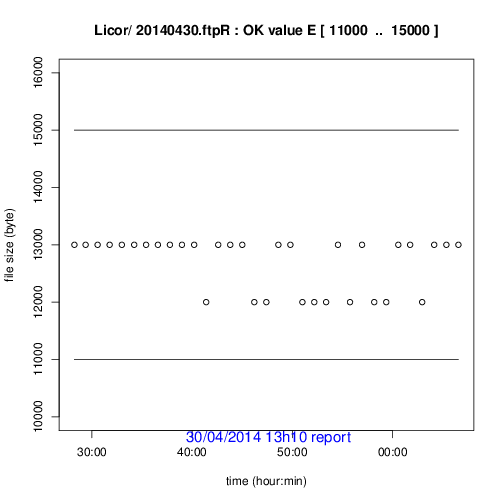 Licor/ 20140430.ftpR : OK value E [ 11000 .. 15000 ]
file size (byte)
16000
15000
14000
13000
12000
11000
10000
30/04/2014 13h10 report
30:00
40:00
50:00
00:00
time (hour:min)